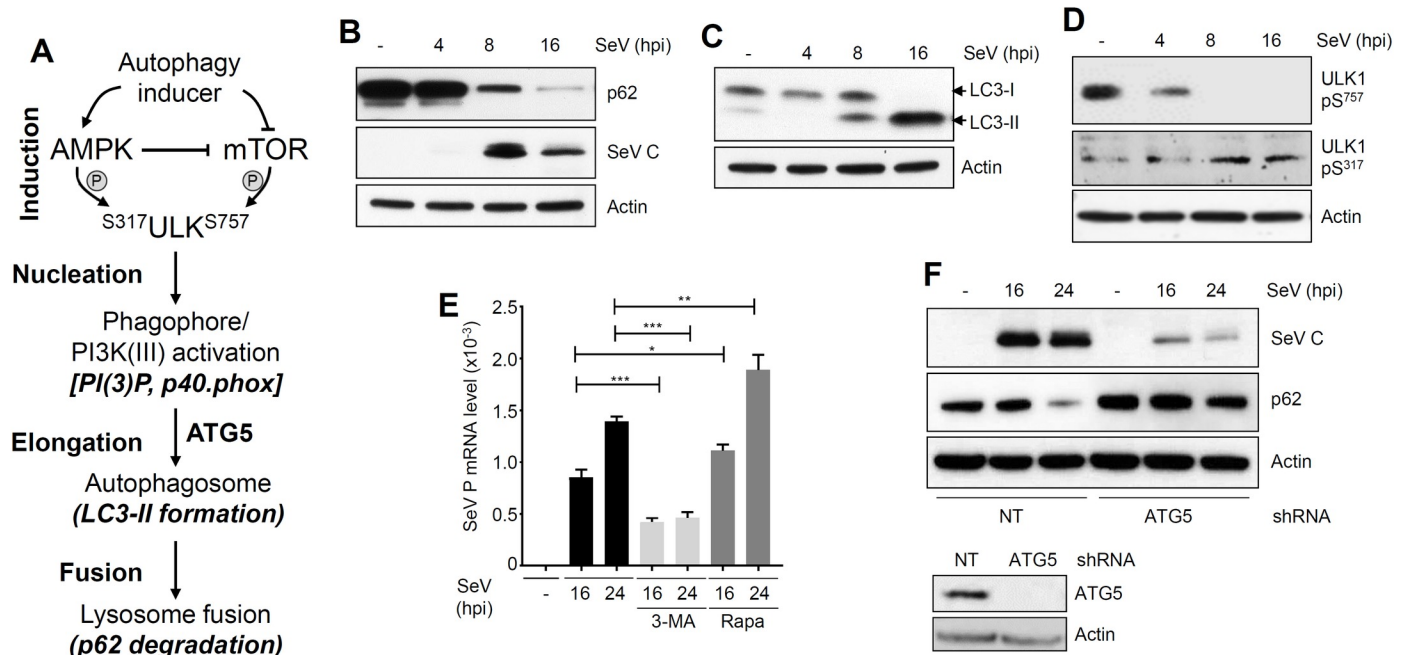 A
Autophagy
inducer
Induction
AMPK
mTOR
P
P
S317ULKS757
Nucleation
Phagophore/
PI3K(III) activation
[PI(3)P, p40.phox]
Elongation
ATG5
Autophagosome
(LC3-II formation)
Fusion
Lysosome fusion
(p62 degradation)
B
- 4 8 16 SeV (hpi)
p62
SeV C
Actin
C
- 4 8 16 SeV (hpi)
LC3-I
LC3-II
Actin
D
- 4 8 16 SeV (hpi)
ULK1
pS757
ULK1
pS317
Actin
E
SeV P mRNA level (x10-3)
2.5
2.0
1.5
1.0
0.5
0
**
***
*
***
SeV
(hpi)
- 16 24 16 24 16 24
3-MA Rapa
F
- 16 24 - 16 24 SeV (hpi)
SeV C
p62
Actin
NT ATG5 shRNA
NT ATG5 shRNA
ATG5
Actin